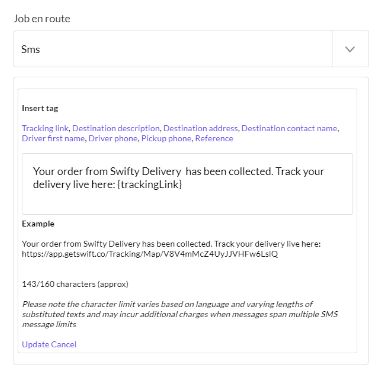 Job en route
Sms
Insert tag
Tracking link, Destination description, Destination address, Destination contact name,
Driver first name, Driver phone, Pickup phone, Reference
Your order from Swifty Delivery  has been collected. Track your
delivery live here: {trackingLink}
Example
Your order from Swifty Delivery has been collected. Track your delivery live here:
https://app.getswift.co/Tracking/Map/V8V4mMcZ4UyJJVHFw6LsIQ
143/160 characters (approx)
Please note the character limit varies based on language and varying lengths of
substituted texts and may incur additional charges when messages span multiple SMS
message limits
Update Cancel